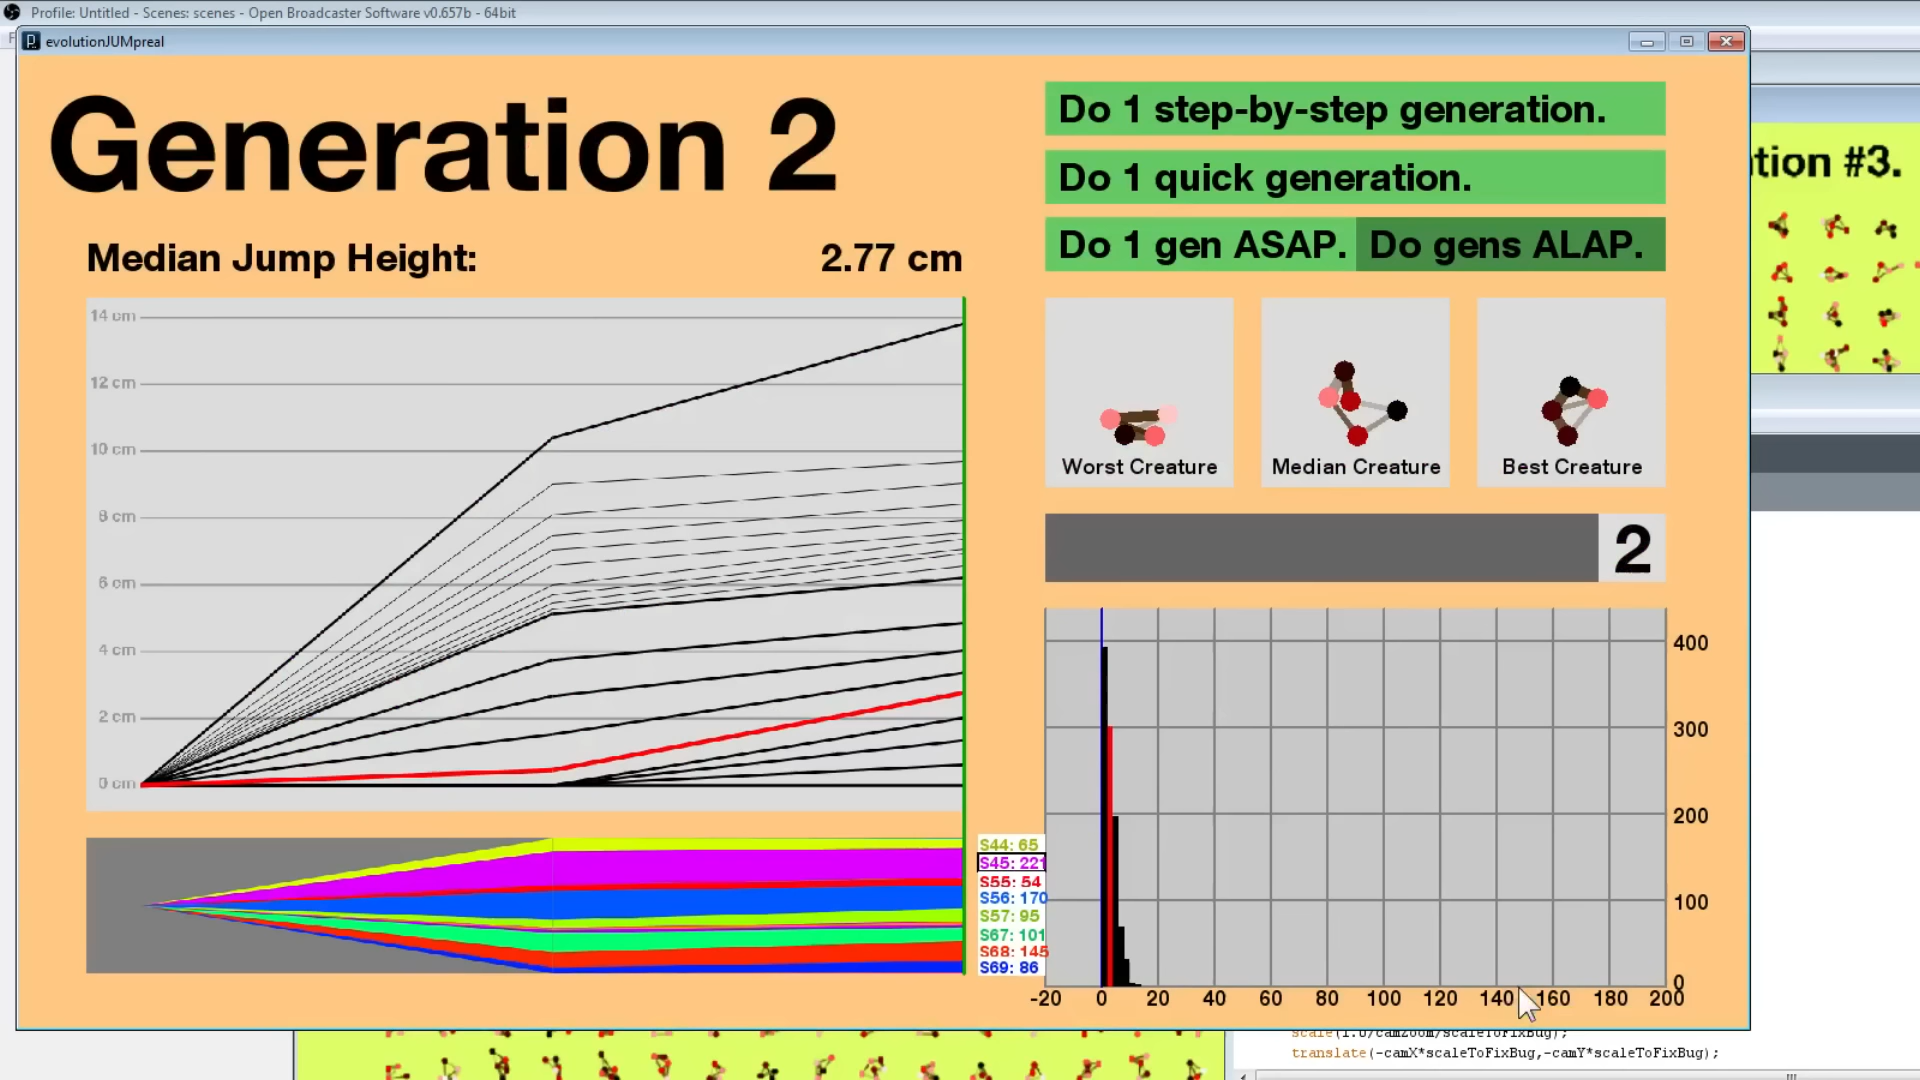 Profile: Untitled - Scenes: scenes - Open Broadcaster Software v0.657b - 64bit
evolutionJUMpreal
Generation 2
Median Jump Height: 2.77 cm
14 cm
12 cm
10 cm
8 cm
6 cm
4 cm
2 cm
0 cm
S44: 65
S45: 221
S55: 54
S56: 170
S57: 95
S67: 101
S68: 145
S69: 86
Do 1 step-by-step generation.
Do 1 quick generation.
Do 1 gen ASAP. Do gens ALAP.
Worst Creature Median Creature Best Creature
2
400
300
200
100
0
-20 0 20 40 60 80 100 120 140 160 180 200
tion #3.
scale(1.0/camZoom/scaleToFixBug);
translate(-camX*scaleToFixBug,-camY*scaleToFixBug);